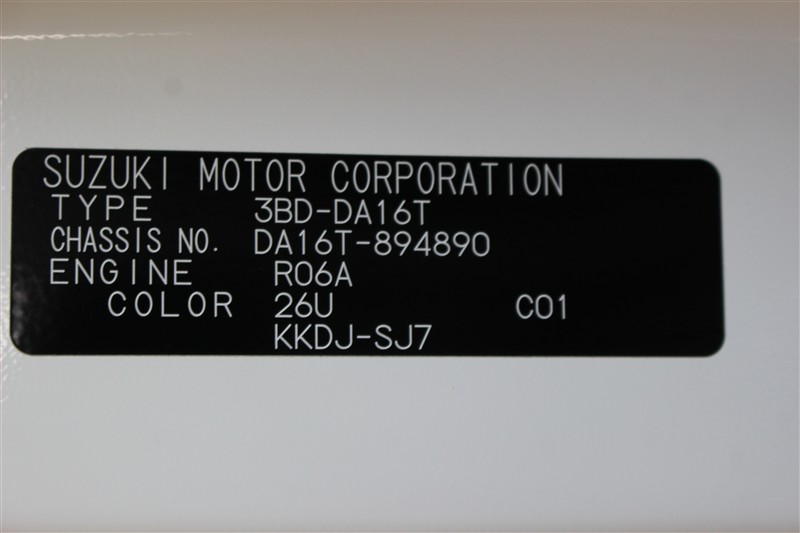 SUZUKI MOTOR CORPORATION
TYPE 3BD-DA16T
CHASSIS NO. DA16T-894890
ENGINE R06A
COLOR 26U C01
KKDJ-SJ7